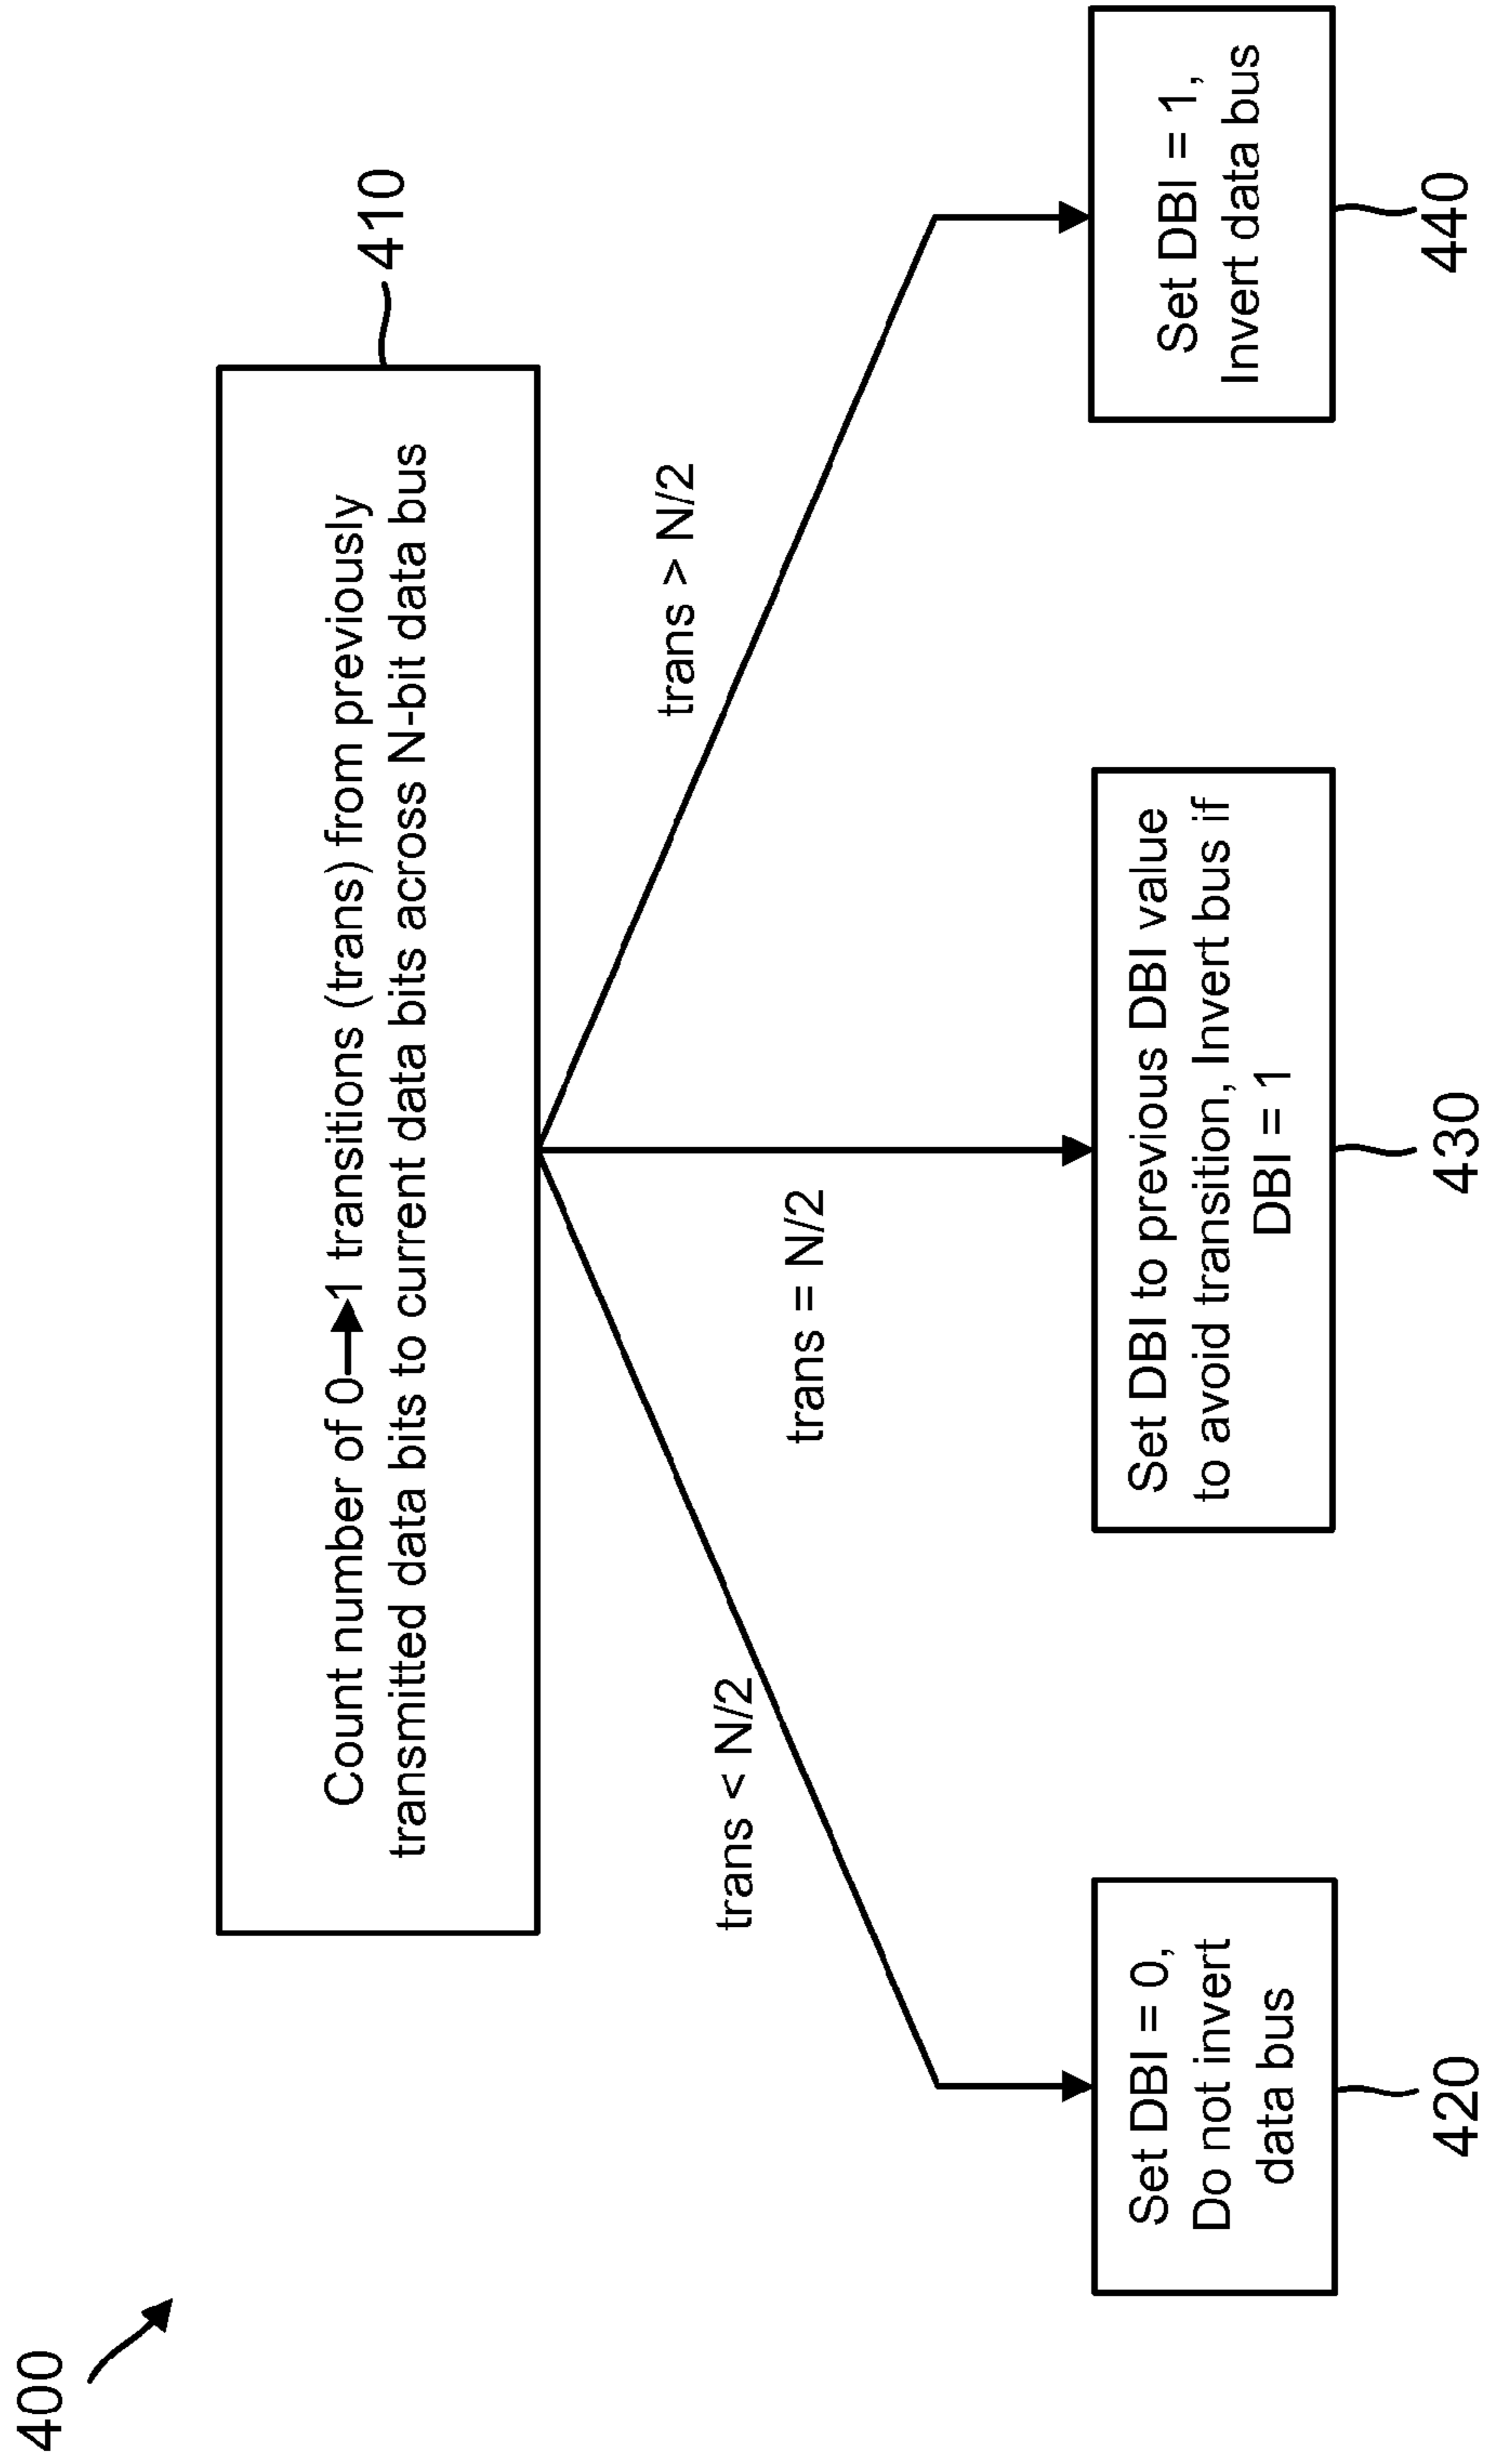 400
410
Count number of 0→1 transitions (trans) from previously
transmitted data bits to current data bits across N-bit data bus
trans < N/2
trans = N/2
trans > N/2
Set DBI = 0,
Do not invert
data bus
420
Set DBI to previous DBI value
to avoid transition, Invert bus if
DBI = 1
430
Set DBI = 1,
Invert data bus
440